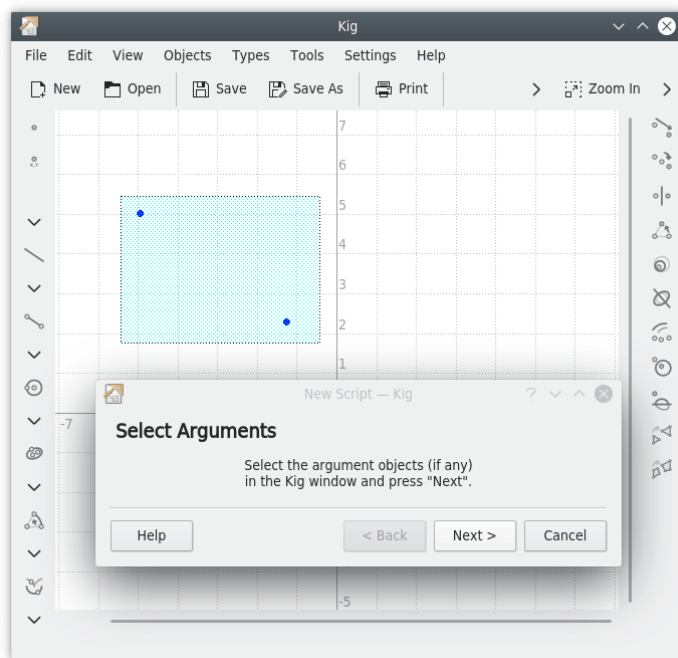 Kig
File Edit View Objects Types Tools Settings Help
New Open Save Save As Print Zoom In
7
6
5
4
3
2
1
-7
New Script — Kig
?
Select Arguments
Select the argument objects (if any)
in the Kig window and press "Next".
Help < Back Next > Cancel
-5